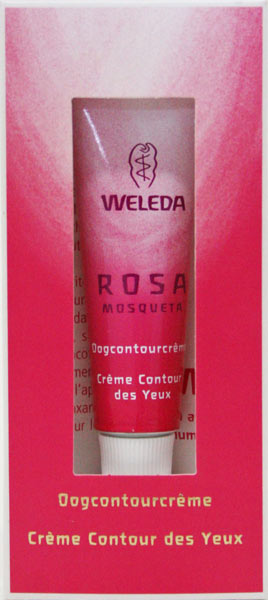 WELEDA
ROSA
MOSQUETA
Oogcontourcrème
Crème Contour
des Yeux
Oogcontourcrème
Crème Contour des Yeux